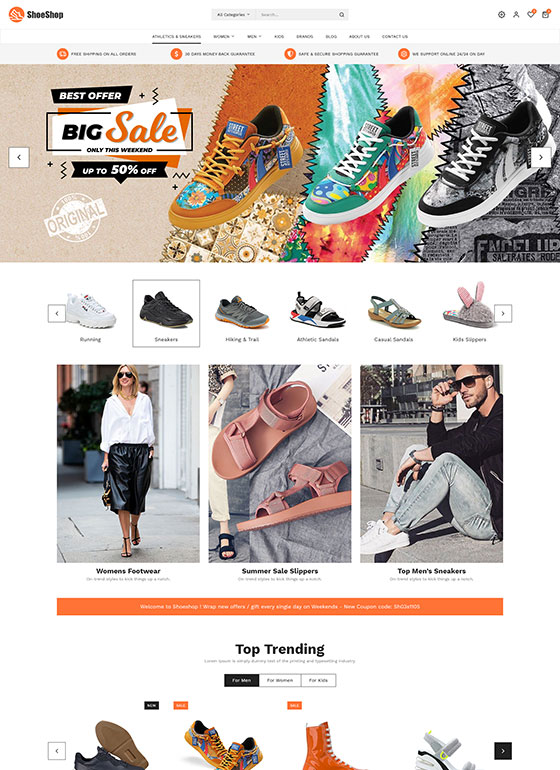 ShoeShop
All Categories
Search...
ATHLETICS & SNEAKERS WOMEN MEN KIDS BRANDS BLOG ABOUT US CONTACT US
FREE SHIPPING ON ALL ORDERS
30 DAYS MONEY-BACK GUARANTEE
SAFE & SECURE SHOPPING GUARANTEE
WE SUPPORT ONLINE 24/24 ON DAY
BEST OFFER
BIG Sale
ONLY THIS WEEKEND
UP TO 50% OFF
100%
ORIGINAL
Running
Sneakers
Hiking & Trail
Athletic Sandals
Casual Sandals
Kids Slippers
Womens Footwear
On-trend styles to kick things up a notch.
Summer Sale Slippers
On-trend styles to kick things up a notch.
Top Men's Sneakers
On-trend styles to kick things up a notch.
Welcome to Shoeshop ! Wrap new offers / gift every single day on Weekends - New Coupon code:
Top Trending
Lorem Ipsum is simply dummy text of the printing and typesetting industry
For Men
For Women
For Kids
NEW
SALE
SALE